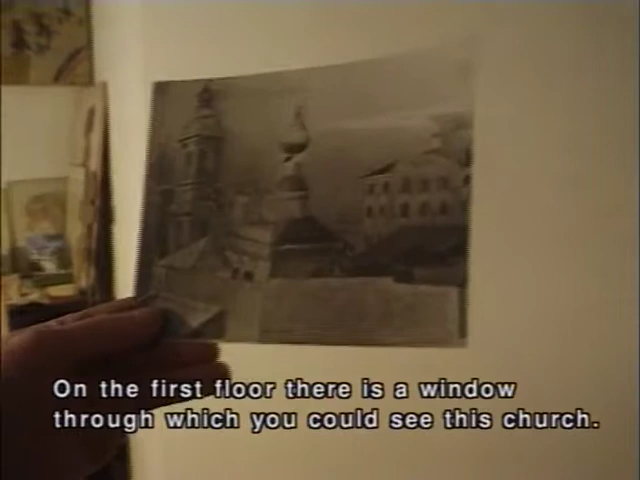 On the first floor there is a window
through which you could see this church.